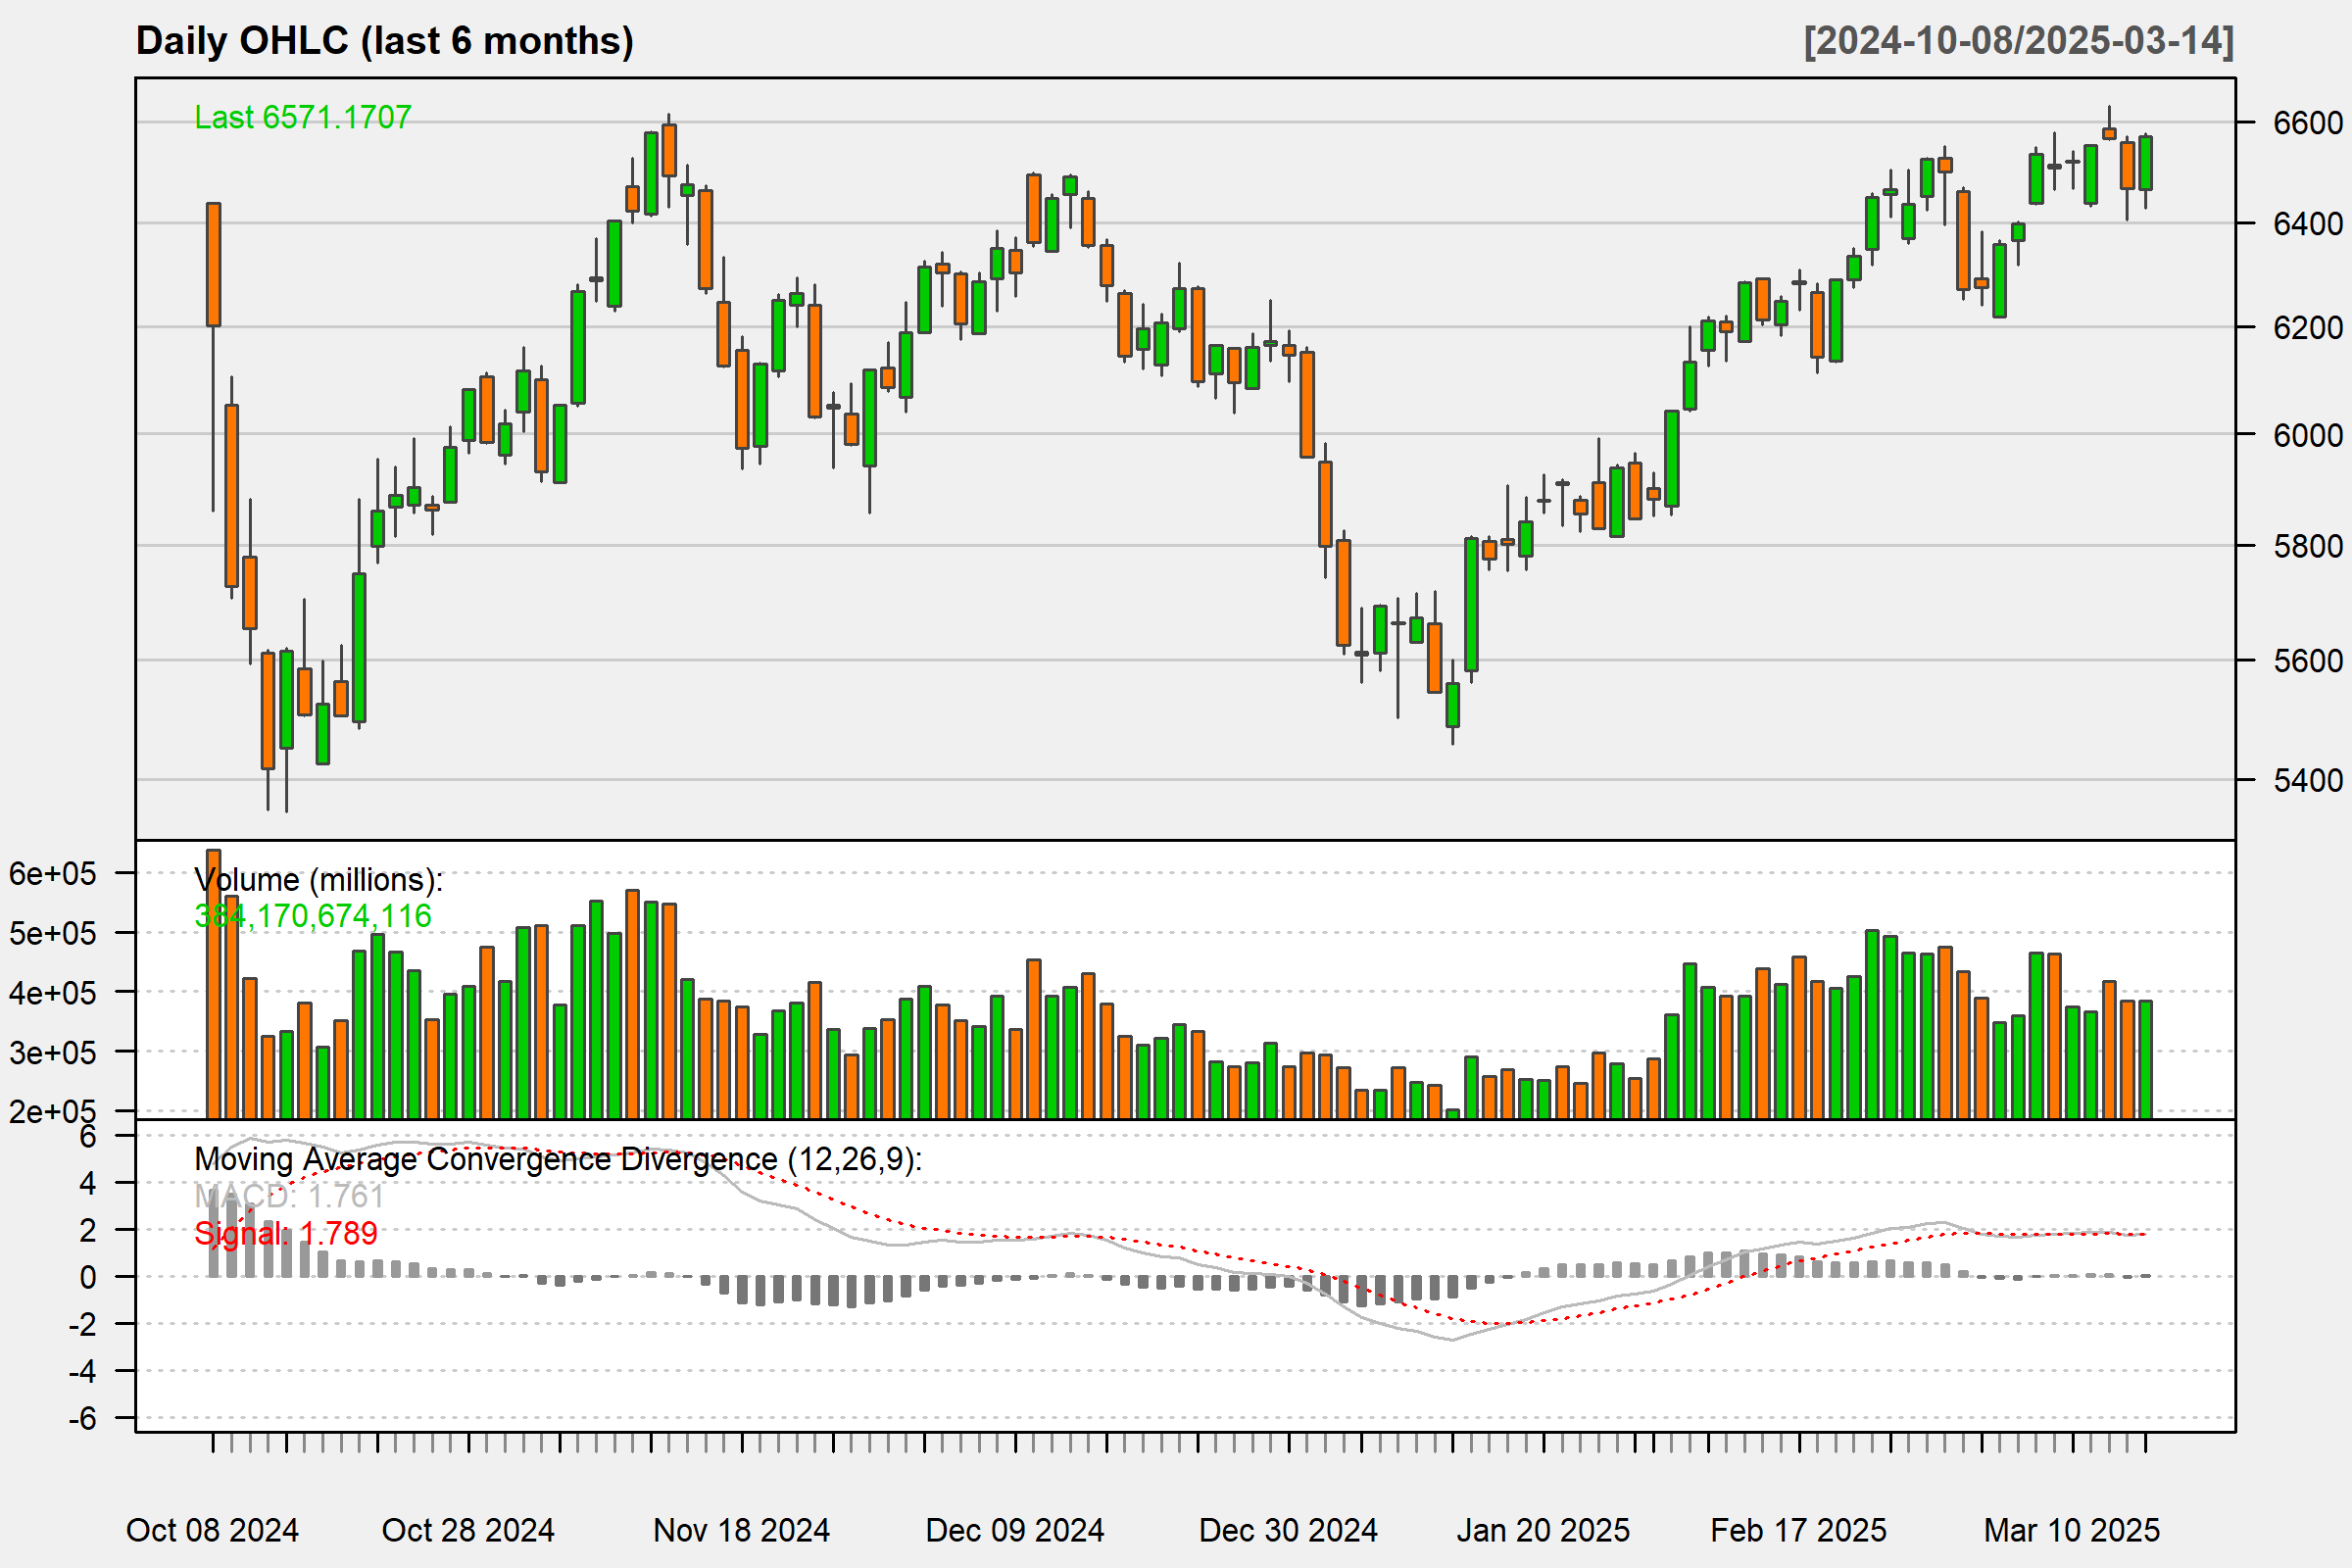 Daily OHLC (last 6 months) [2024-10-08/2025-03-14]
Last 6571.1707
6600
6400
6200
6000
5800
5600
5400
Volume (millions):
384,170,674,116
6e+05
5e+05
4e+05
3e+05
2e+05
Moving Average Convergence Divergence (12,26,9):
MACD: 1.761
Signal: 1.789
6
4
2
0
-2
-4
-6
Oct 08 2024 Oct 28 2024 Nov 18 2024 Dec 09 2024 Dec 30 2024 Jan 20 2025 Feb 17 2025 Mar 10 2025